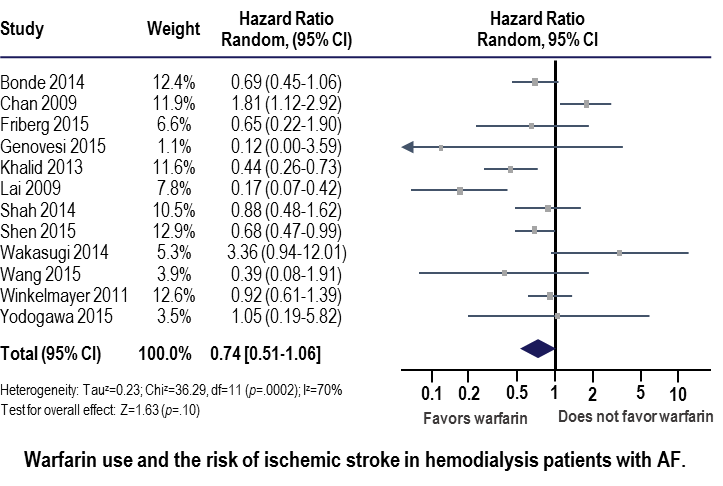 Study Weight Hazard Ratio Random, (95% CI) Hazard Ratio Random, 95% CI
Bonde 2014 12.4% 0.69 (0.45-1.06)
Chan 2009 11.9% 1.81 (1.12-2.92)
Friberg 2015 6.6% 0.65 (0.22-1.90)
Genovesi 2015 1.1% 0.12 (0.00-3.59)
Khalid 2013 11.6% 0.44 (0.26-0.73)
Lai 2009 7.8% 0.17 (0.07-0.42)
Shah 2014 10.5% 0.88 (0.48-1.62)
Shen 2015 12.9% 0.68 (0.47-0.99)
Wakasugi 2014 5.3% 3.36 (0.94-12.01)
Wang 2015 3.9% 0.39 (0.08-1.91)
Winkelmayer 2011 12.6% 0.92 (0.61-1.39)
Yodogawa 2015 3.5% 1.05 (0.19-5.82)
Total (95% CI) 100.0% 0.74 [0.51-1.06]
Heterogeneity: Tau²=0.23; Chi²=36.29, df=11 (p=.0002); I²=70%
Test for overall effect: Z=1.63 (p=.10)
0.1 0.2 0.5 1 2 5 10
Favors warfarin Does not favor warfarin
Warfarin use and the risk of ischemic stroke in hemodialysis patients with AF.